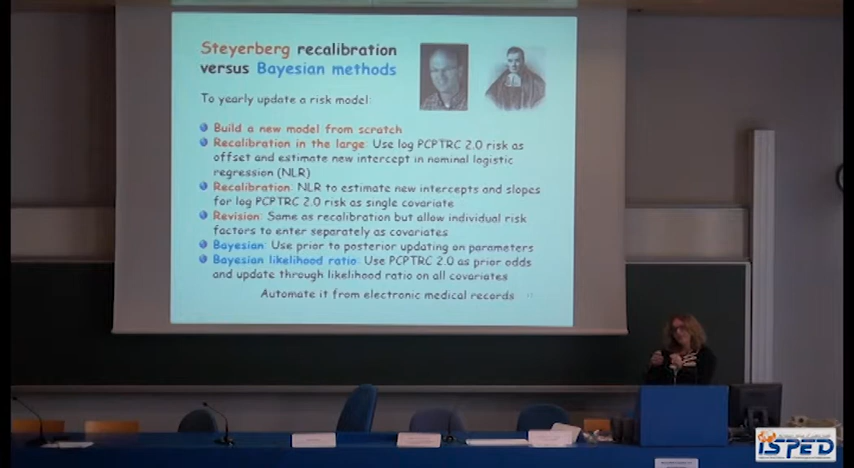 Steyerberg recalibration
versus Bayesian methods
To yearly update a risk model:
Build a new model from scratch
Recalibration in the large: Use log PCPTRC 2.0 risk as
offset and estimate new intercept in nominal logistic
regression (NLR)
Recalibration: NLR to estimate new intercepts and slopes
for log PCPTRC 2.0 risk as single covariate
Revision: Same as recalibration but allow individual risk
factors to enter separately as covariates
Bayesian: Use prior to posterior updating on parameters
Bayesian likelihood ratio: Use PCPTRC 2.0 as prior odds
and update through likelihood ratio on all covariates
Automate it from electronic medical records
ISPED